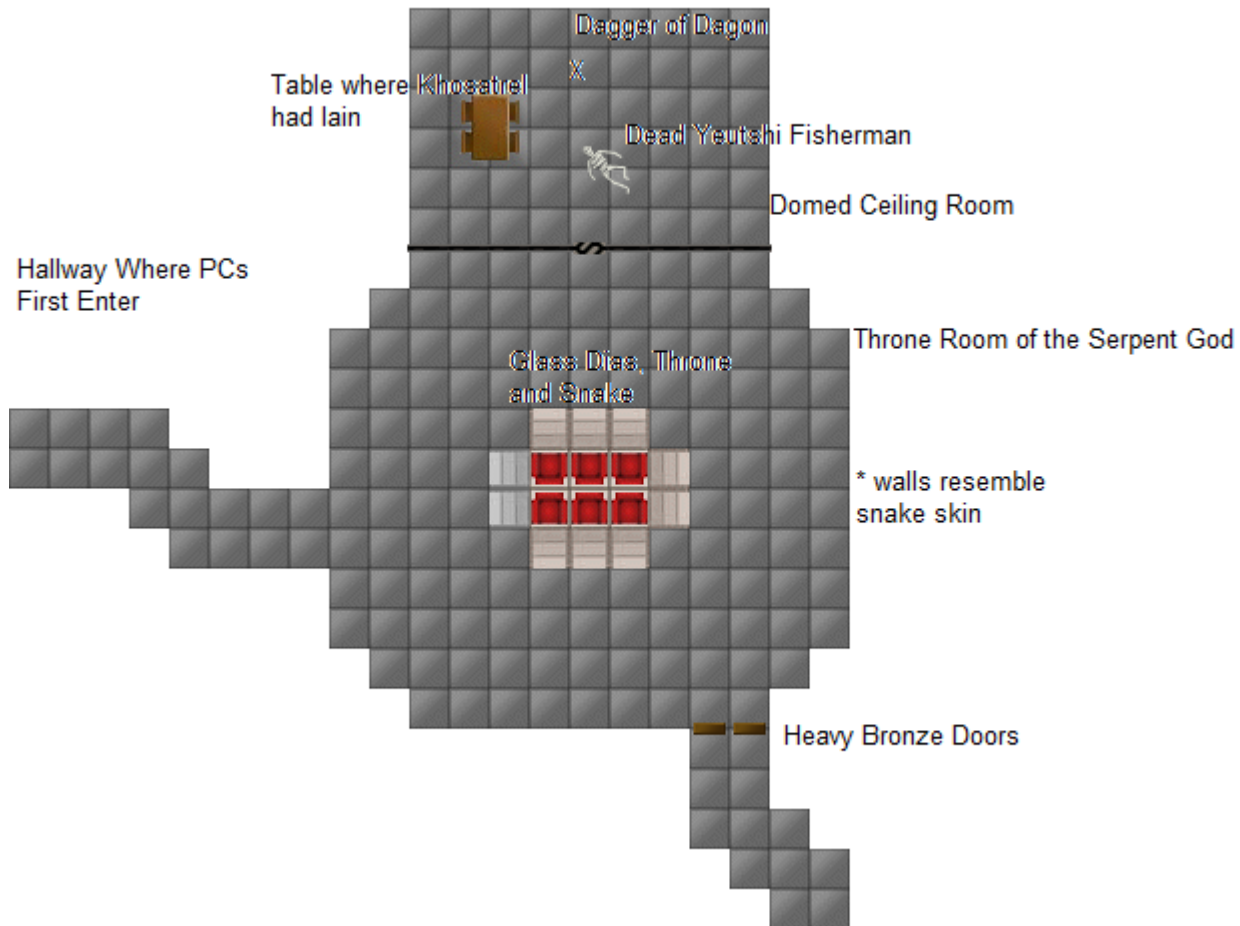 Dagger of Dagon
X
Table where Khosatrel
had lain
Dead Yeutshi Fisherman
Domed Ceiling Room
S
Hallway Where PCs
First Enter
Throne Room of the Serpent God
Glass Dias, Throne
and Snake
* walls resemble
snake skin
Heavy Bronze Doors